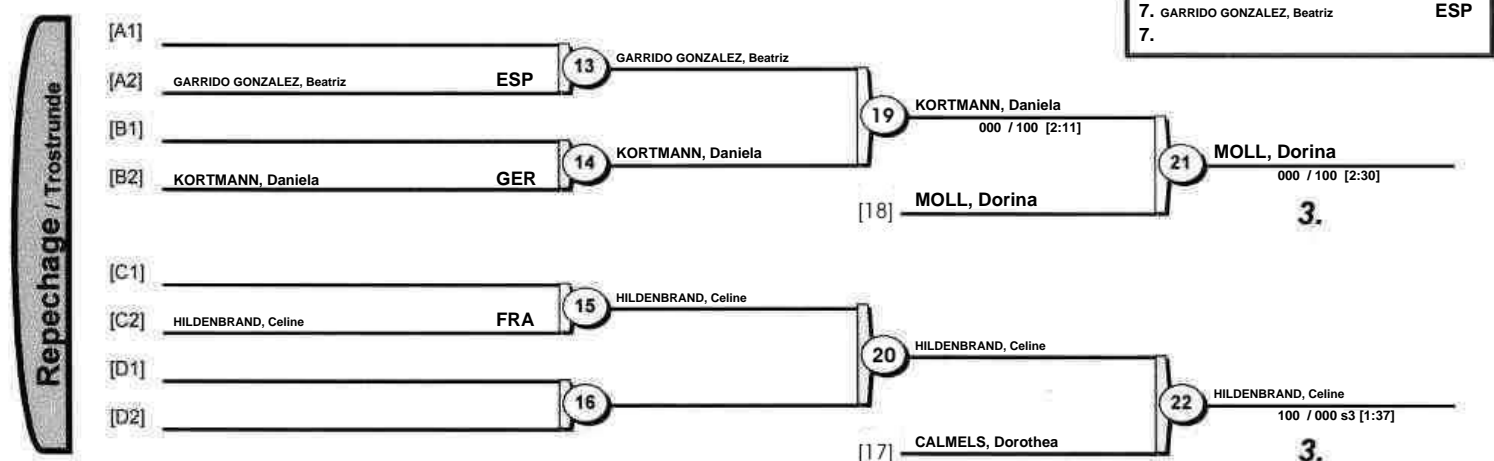 7. GARRIDO GONZALEZ, Beatriz ESP
7.
Repechage / Trostrunde
[A1]
[A2] GARRIDO GONZALEZ, Beatriz ESP
13
GARRIDO GONZALEZ, Beatriz
[B1]
[B2] KORTMANN, Daniela GER
14
KORTMANN, Daniela
19
KORTMANN, Daniela
000 / 100 [2:11]
[18] MOLL, Dorina
21
MOLL, Dorina
000 / 100 [2:30]
3.
[C1]
[C2] HILDENBRAND, Celine FRA
15
HILDENBRAND, Celine
[D1]
[D2]
16
20
HILDENBRAND, Celine
[17] CALMELS, Dorothea
22
HILDENBRAND, Celine
100 / 000 s3 [1:37]
3.